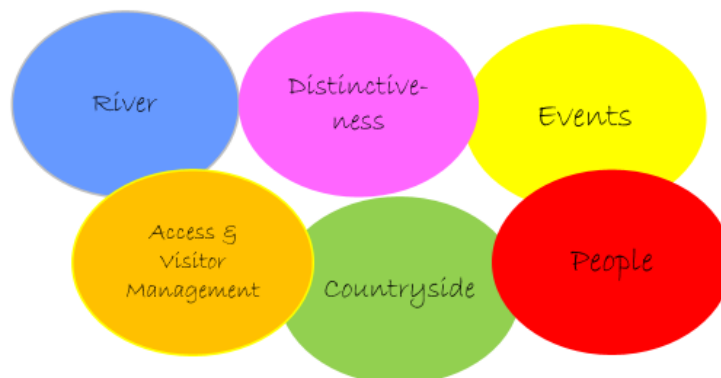 River
Distinctive-
ness
Events
Access &
Visitor
Management
Countryside
People